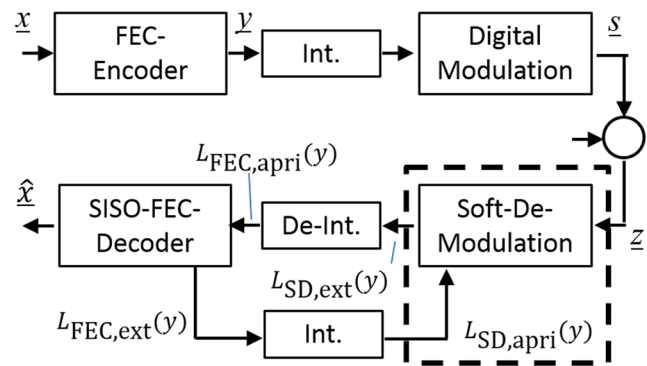 x y s
FEC-
Encoder
Int.
Digital
Modulation
L_FEC,apri(y)
x̂
SISO-FEC-
Decoder
De-Int.
Soft-De-
Modulation
z
L_SD,ext(y)
L_FEC,ext(y)
Int.
L_SD,apri(y)